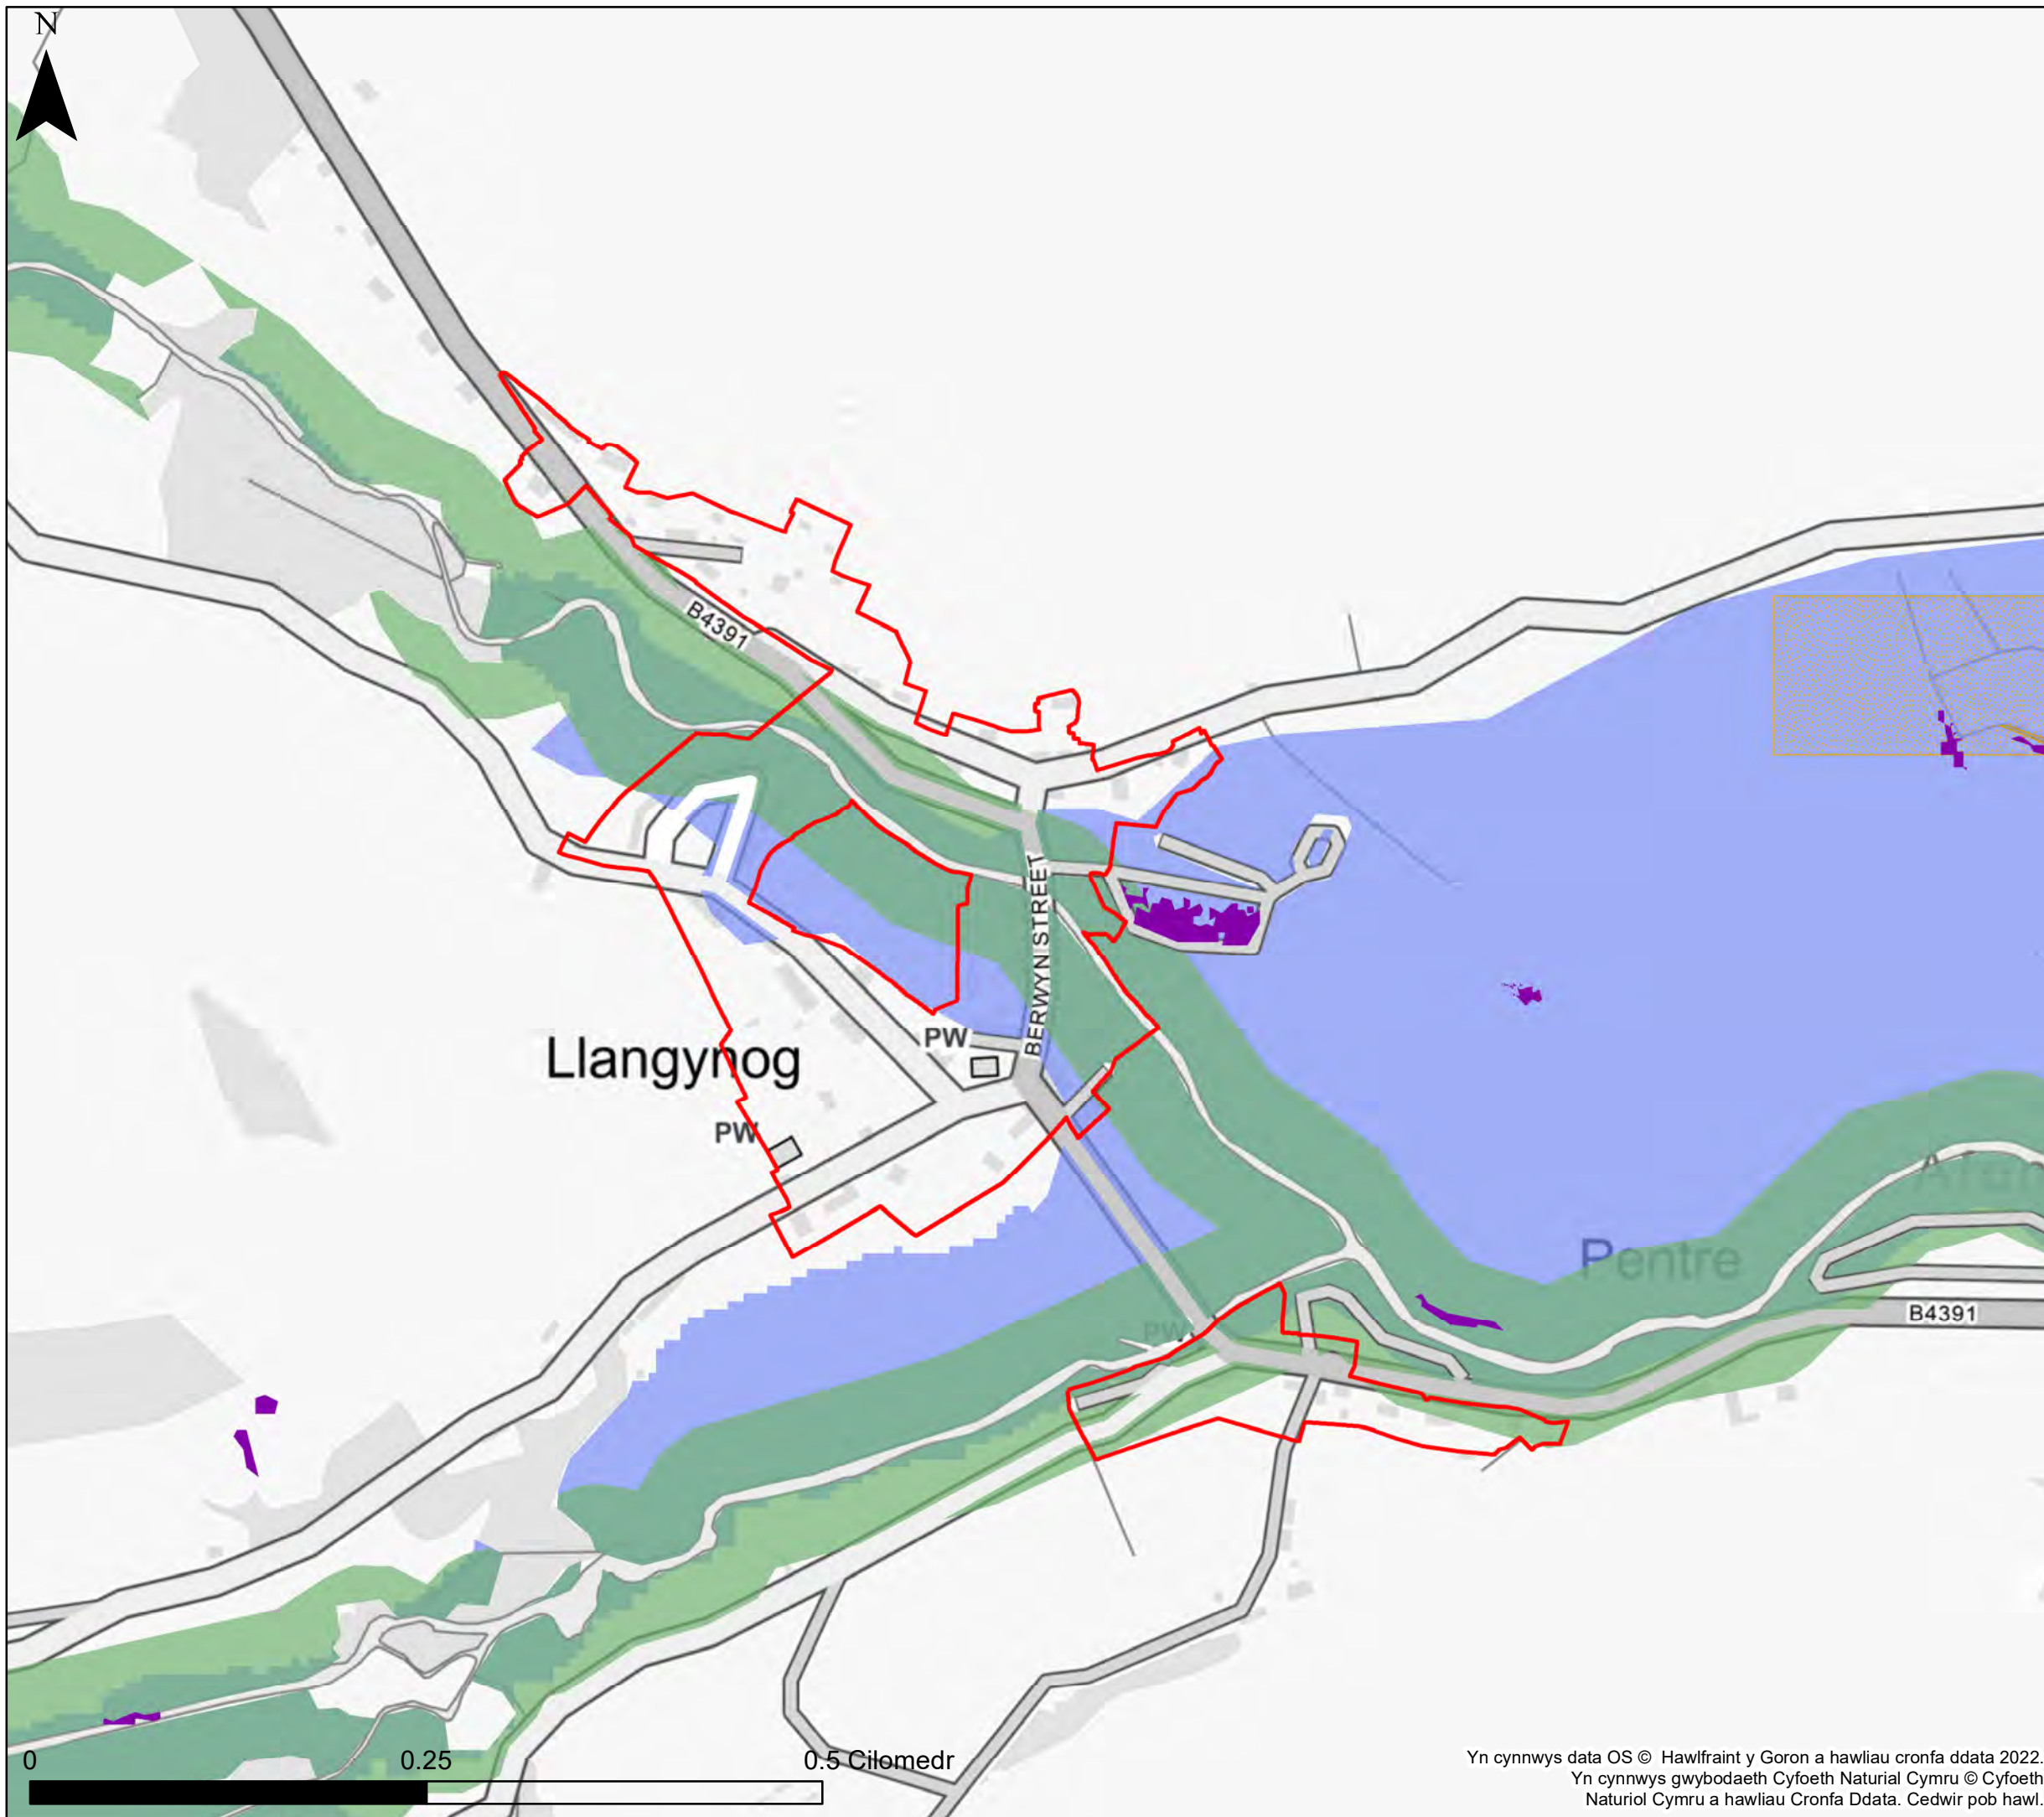 N
B4391
BERWYN STREET
PW
Llangynog
PW
Pentre
PW
B4391
0
0.25
0.5 Cilomedr
Yn cynnwys data OS © Hawlfraint y Goron a hawliau cronfa ddata 2022.
Yn cynnwys gwybodaeth Cyfoeth Naturial Cymru © Cyfoeth
Naturiol Cymru a hawliau Cronfa Ddata. Cedwir pob hawl.